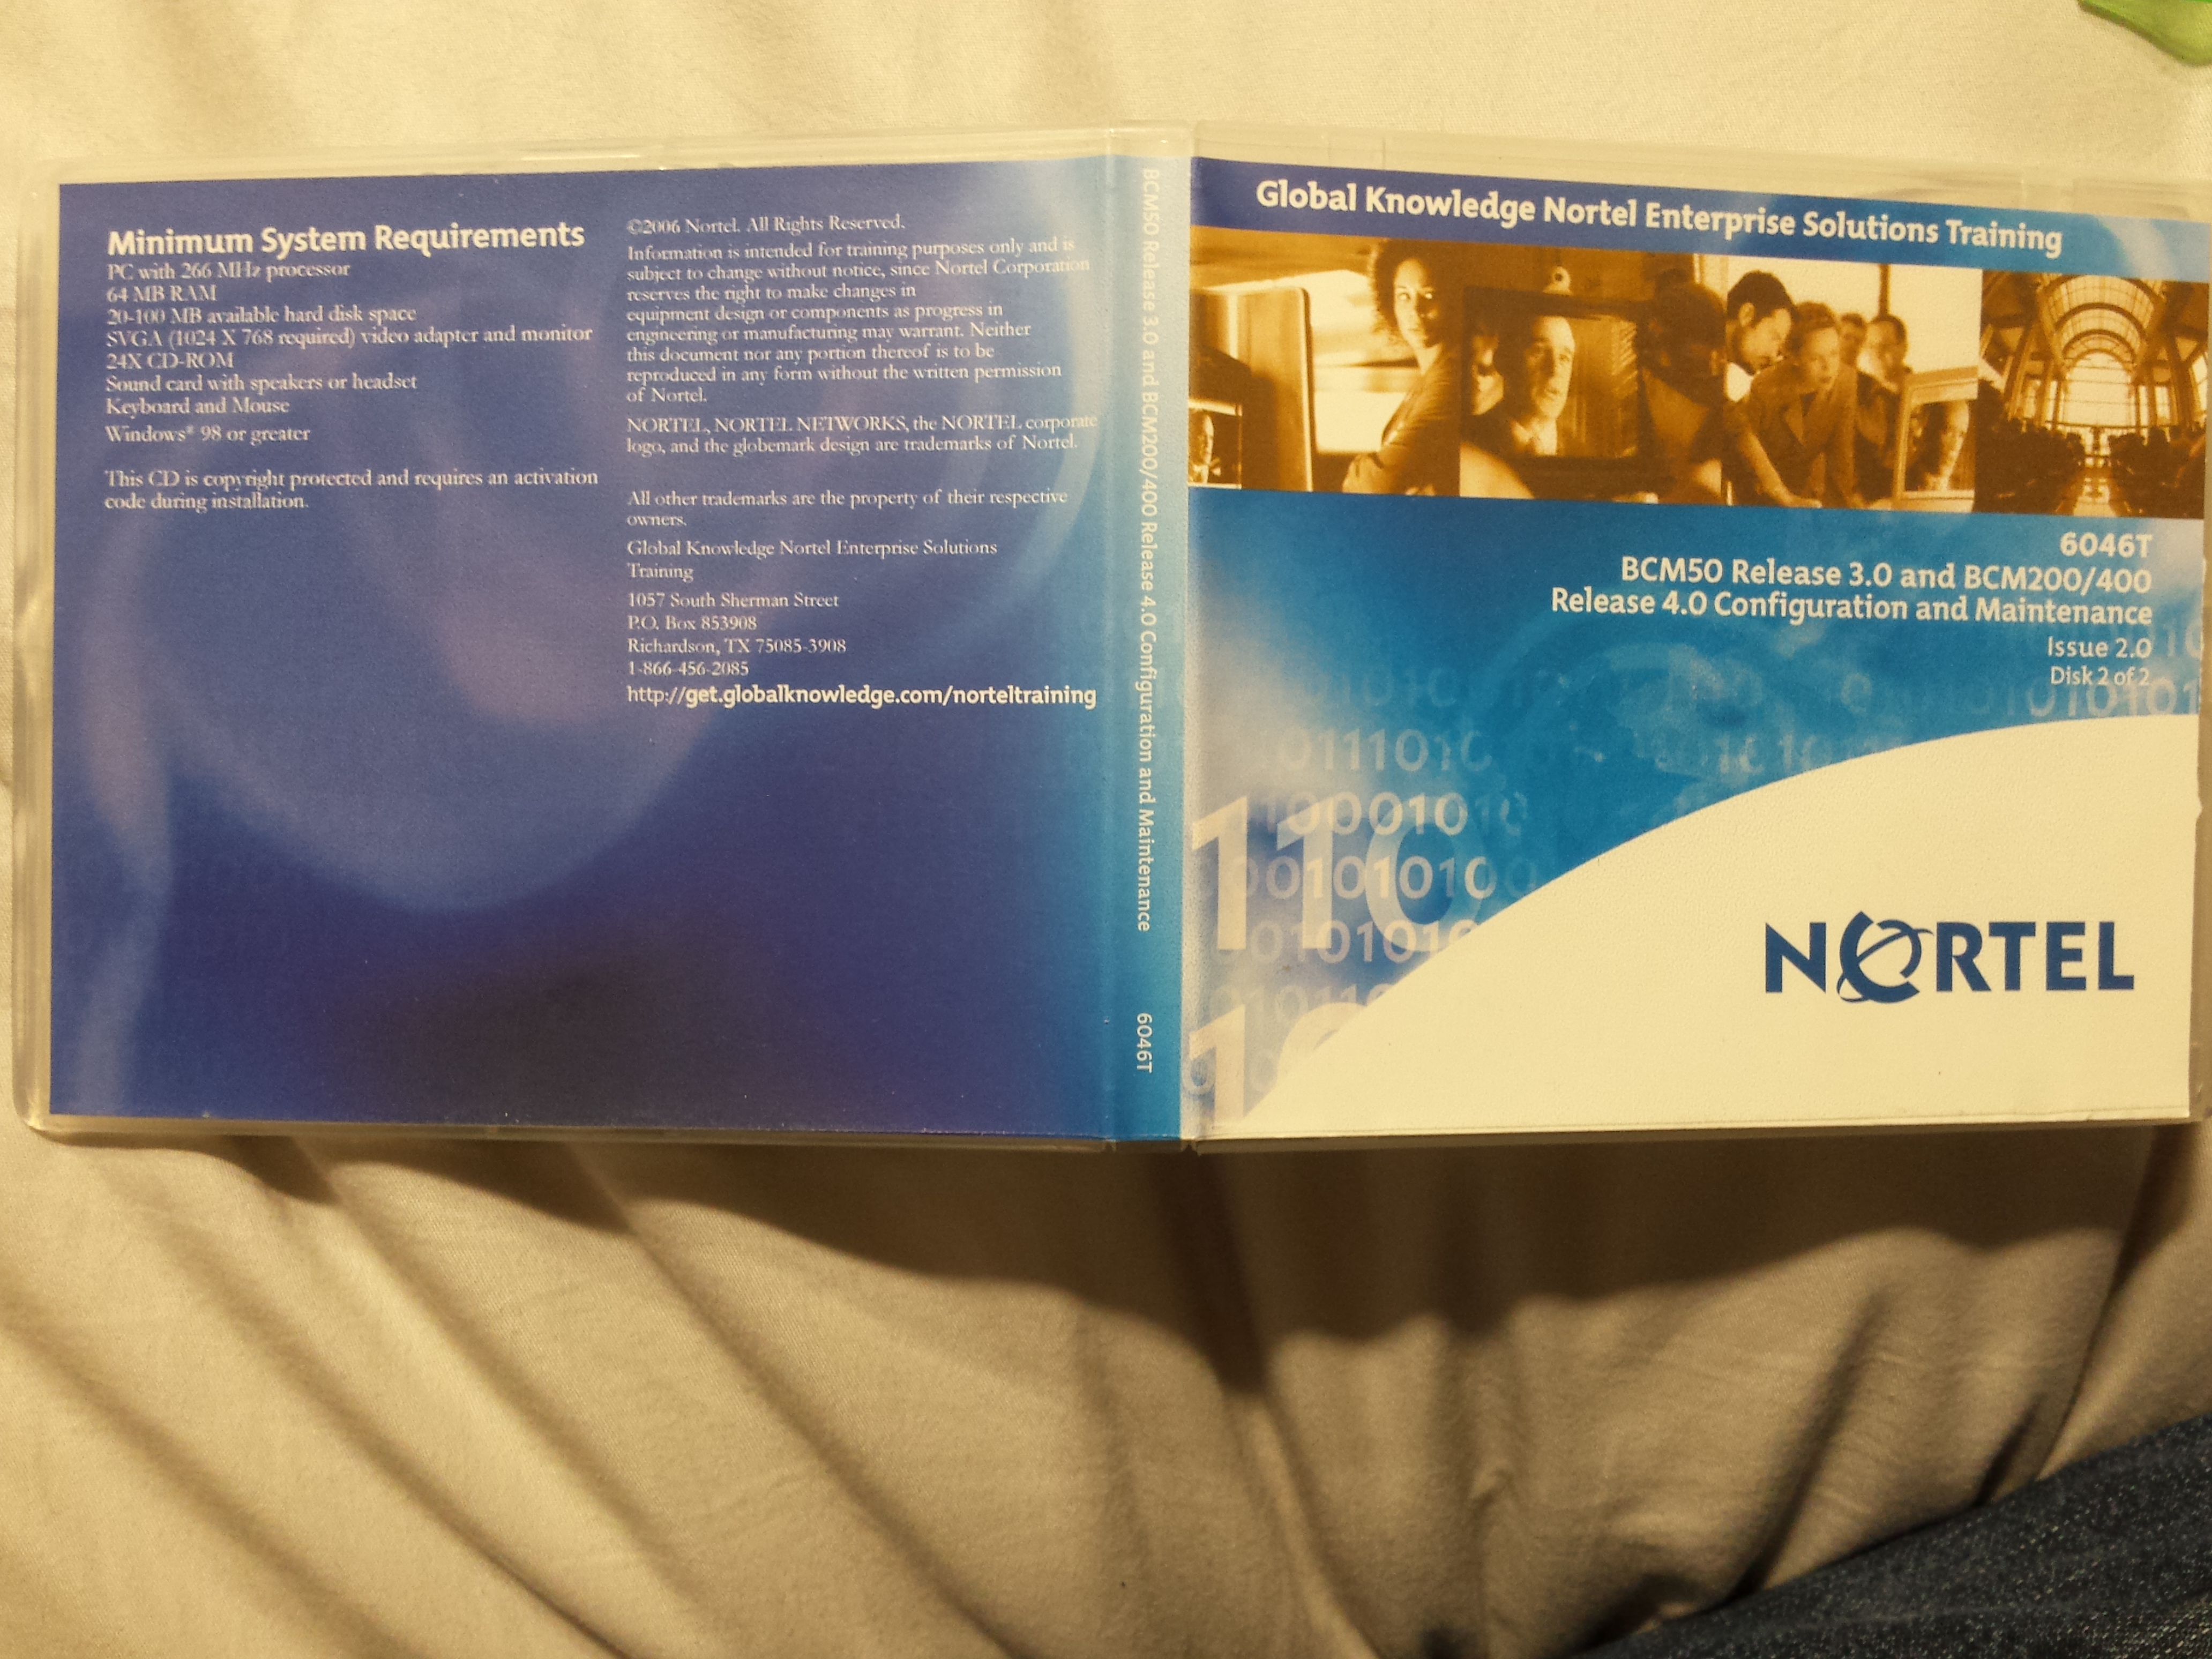 Minimum System Requirements
PC with 266 MHz processor
64 MB RAM
20-100 MB available hard disk space
SVGA (1024 X 768 required) video adapter and monitor
24X CD-ROM
Sound card with speakers or headset
Keyboard and Mouse
Windows® 98 or greater
This CD is copyright protected and requires an activation
code during installation.
©2006 Nortel. All Rights Reserved.
Information is intended for training purposes only and is
subject to change without notice, since Nortel Corporation
reserves the right to make changes in
equipment design or components as progress in
engineering or manufacturing may warrant. Neither
this document nor any portion thereof is to be
reproduced in any form without the written permission
of Nortel.
NORTEL, NORTEL NETWORKS, the NORTEL corporate
logo, and the globemark design are trademarks of Nortel.
All other trademarks are the property of their respective
owners.
Global Knowledge Nortel Enterprise Solutions
Training
1057 South Sherman Street
P.O. Box 853908
Richardson, TX 75085-3908
1-866-456-2085
http://get.globalknowledge.com/norteltraining
BCM50 Release 3.0 and BCM200/400 Release 4.0 Configuration and Maintenance 6046T
Global Knowledge Nortel Enterprise Solutions Training
6046T
BCM50 Release 3.0 and BCM200/400
Release 4.0 Configuration and Maintenance
Issue 2.0
Disk 2 of 2
NORTEL